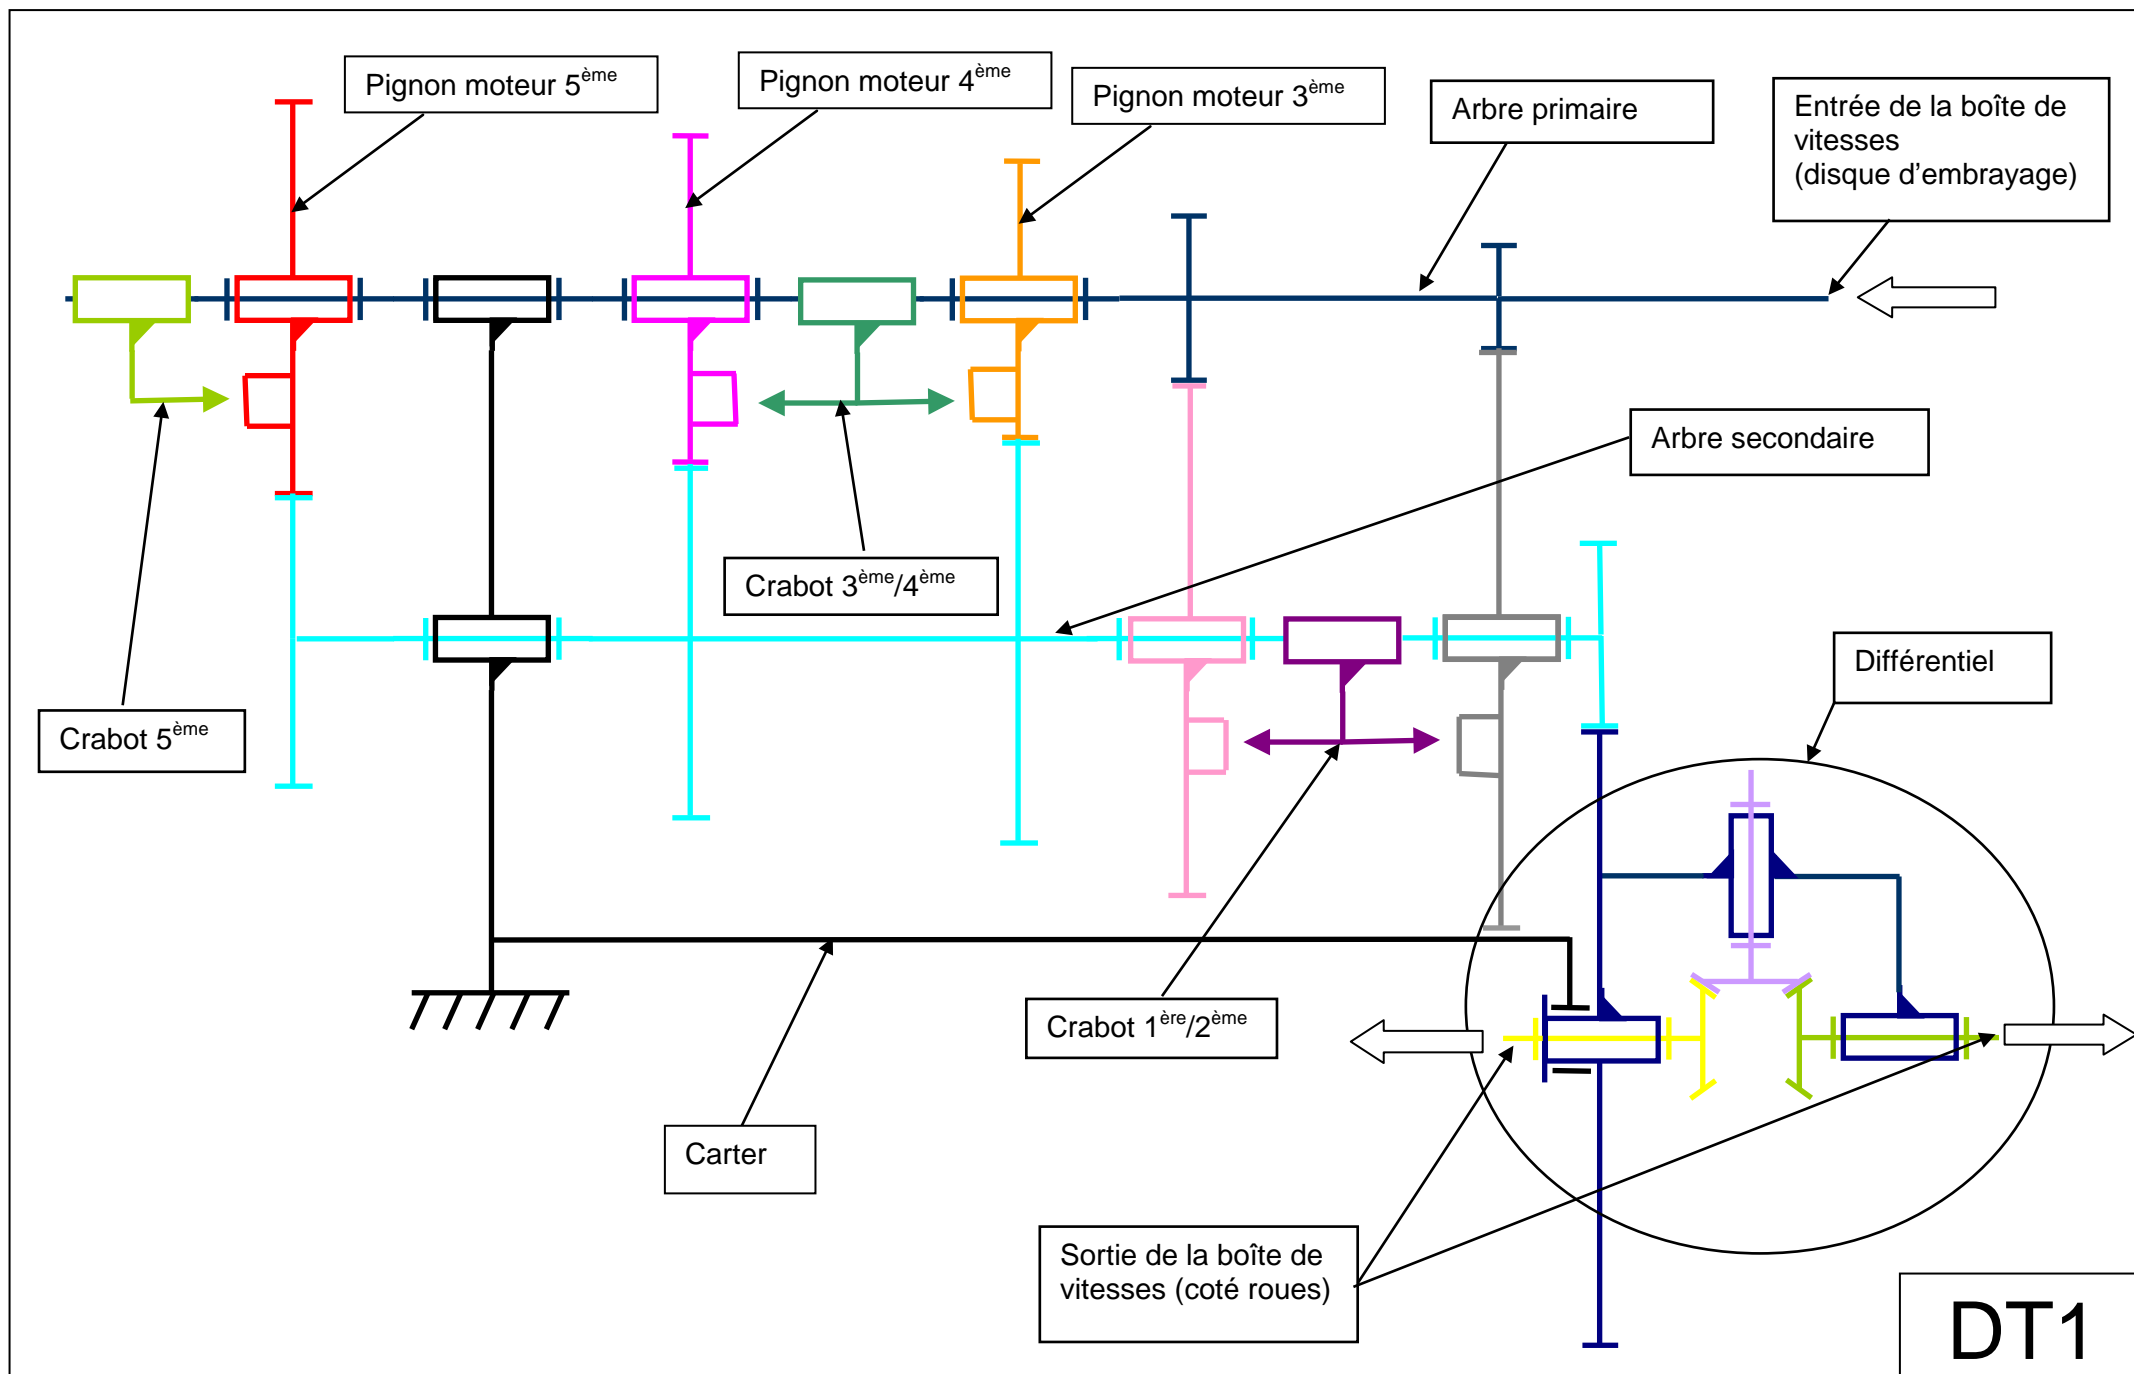 Pignon moteur 5ème
Pignon moteur 4ème
Pignon moteur 3ème
Arbre primaire
Entrée de la boîte de
vitesses
(disque d’embrayage)
Arbre secondaire
Crabot 3ème/4ème
Différentiel
Crabot 5ème
Crabot 1ère/2ème
Carter
Sortie de la boîte de
vitesses (coté roues)
DT1